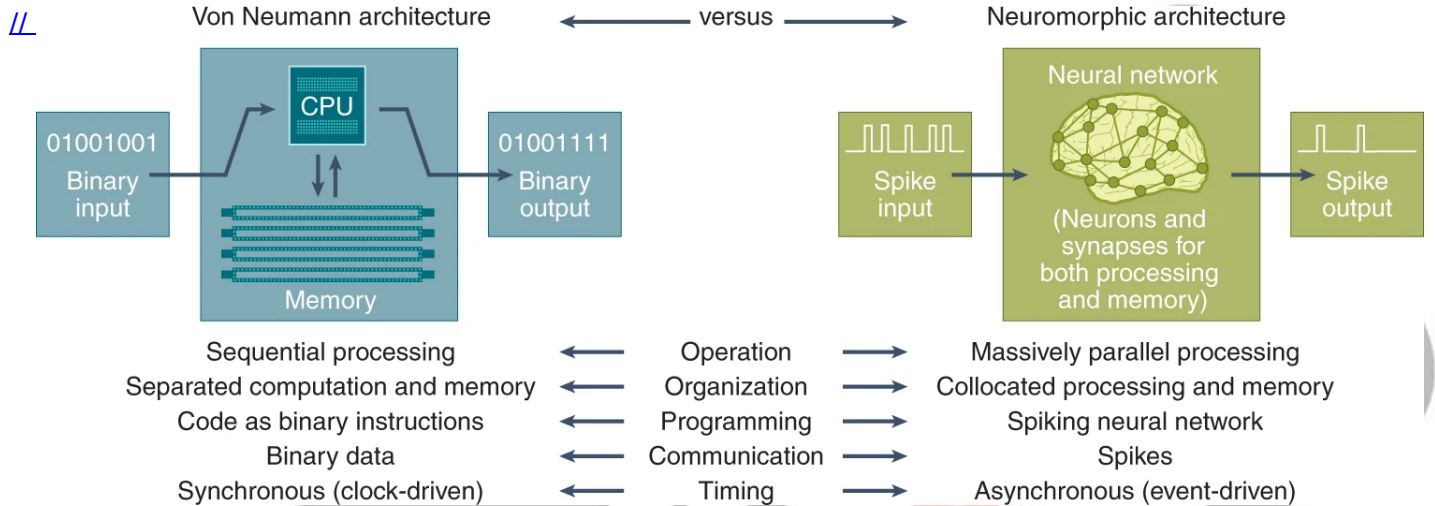 //
Von Neumann architecture versus Neuromorphic architecture
CPU
01001001
Binary
input
Memory
01001111
Binary
output
Spike
input
Neural network
(Neurons and
synapses for
both processing
and memory)
Spike
output
Sequential processing Operation Massively parallel processing
Separated computation and memory Organization Collocated processing and memory
Code as binary instructions Programming Spiking neural network
Binary data Communication Spikes
Synchronous (clock-driven) Timing Asynchronous (event-driven)